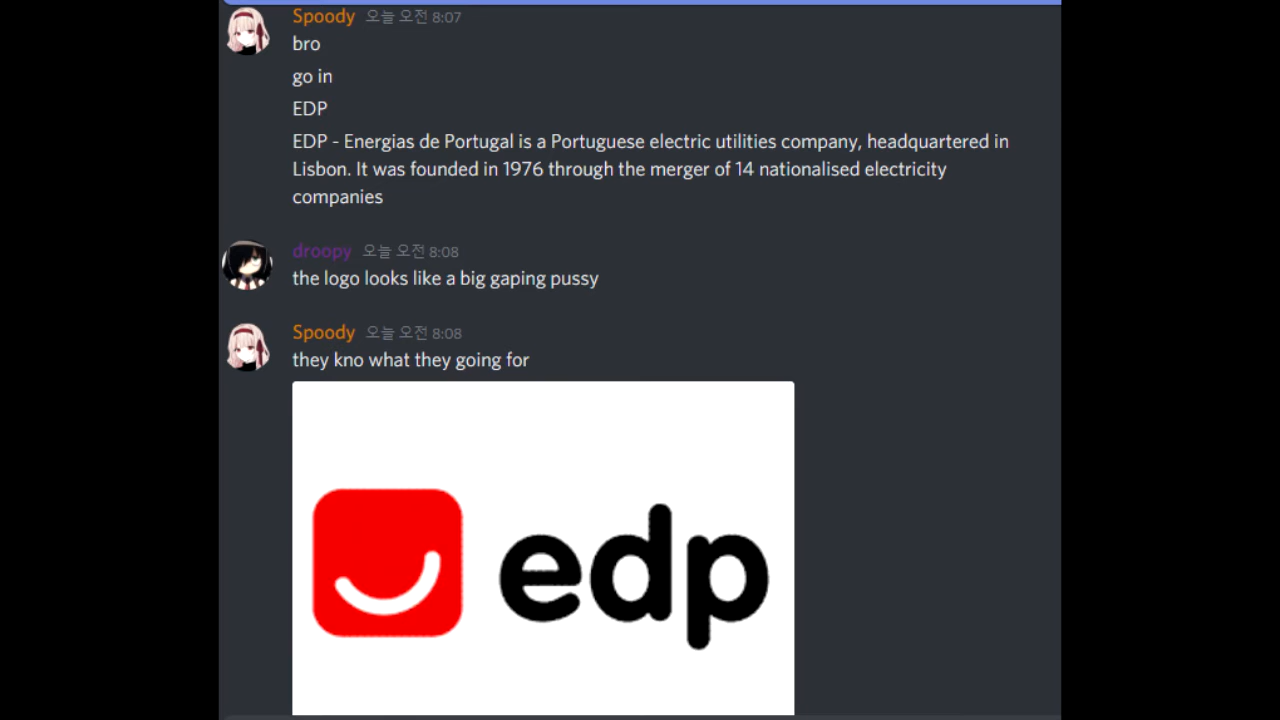 Spoody 오늘 오전 8:07
bro
go in
EDP
EDP - Energias de Portugal is a Portuguese electric utilities company, headquartered in
Lisbon. It was founded in 1976 through the merger of 14 nationalised electricity
companies
droopy 오늘 오전 8:08
the logo looks like a big gaping pussy
Spoody 오늘 오전 8:08
they kno what they going for
edp